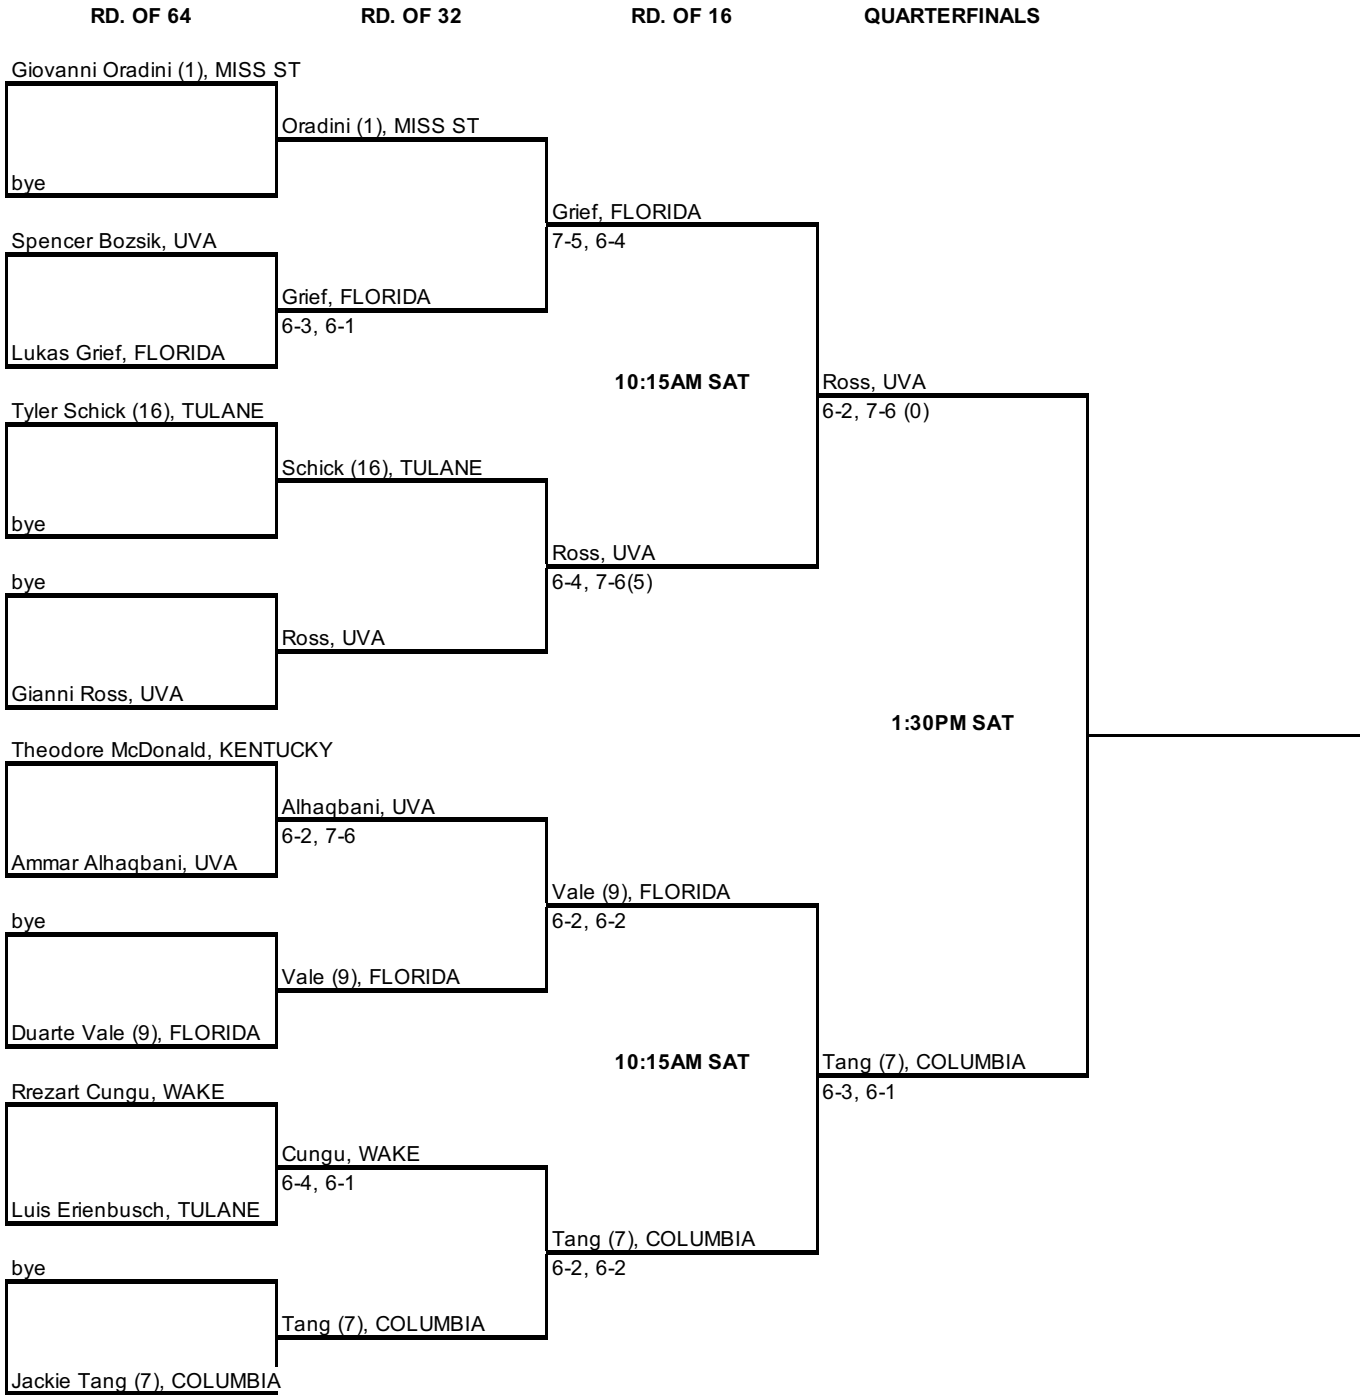 RD. OF 64 RD. OF 32 RD. OF 16 QUARTERFINALS
Giovanni Oradini (1), MISS ST
Oradini (1), MISS ST
bye
Grief, FLORIDA
Spencer Bozsik, UVA
7-5, 6-4
Grief, FLORIDA
6-3, 6-1
Lukas Grief, FLORIDA
10:15AM SAT
Ross, UVA
Tyler Schick (16), TULANE
6-2, 7-6 (0)
Schick (16), TULANE
bye
Ross, UVA
bye
6-4, 7-6(5)
Ross, UVA
Gianni Ross, UVA
1:30PM SAT
Theodore McDonald, KENTUCKY
Alhaqbani, UVA
6-2, 7-6
Ammar Alhaqbani, UVA
Vale (9), FLORIDA
bye
6-2, 6-2
Vale (9), FLORIDA
Duarte Vale (9), FLORIDA
10:15AM SAT
Tang (7), COLUMBIA
Rrezart Cungu, WAKE
6-3, 6-1
Cungu, WAKE
6-4, 6-1
Luis Erienbusch, TULANE
Tang (7), COLUMBIA
bye
6-2, 6-2
Tang (7), COLUMBIA
Jackie Tang (7), COLUMBIA